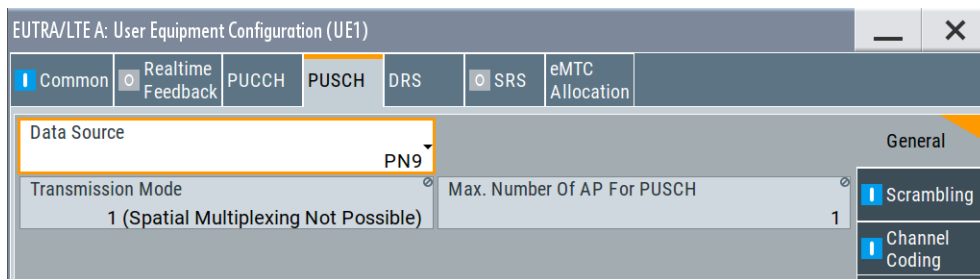 EUTRA/LTE A: User Equipment Configuration (UE1)
Common
Realtime
Feedback
PUCCH
PUSCH
DRS
SRS
eMTC
Allocation
Data Source
PN9
General
Transmission Mode
1 (Spatial Multiplexing Not Possible)
Max. Number Of AP For PUSCH
1
Scrambling
Channel
Coding